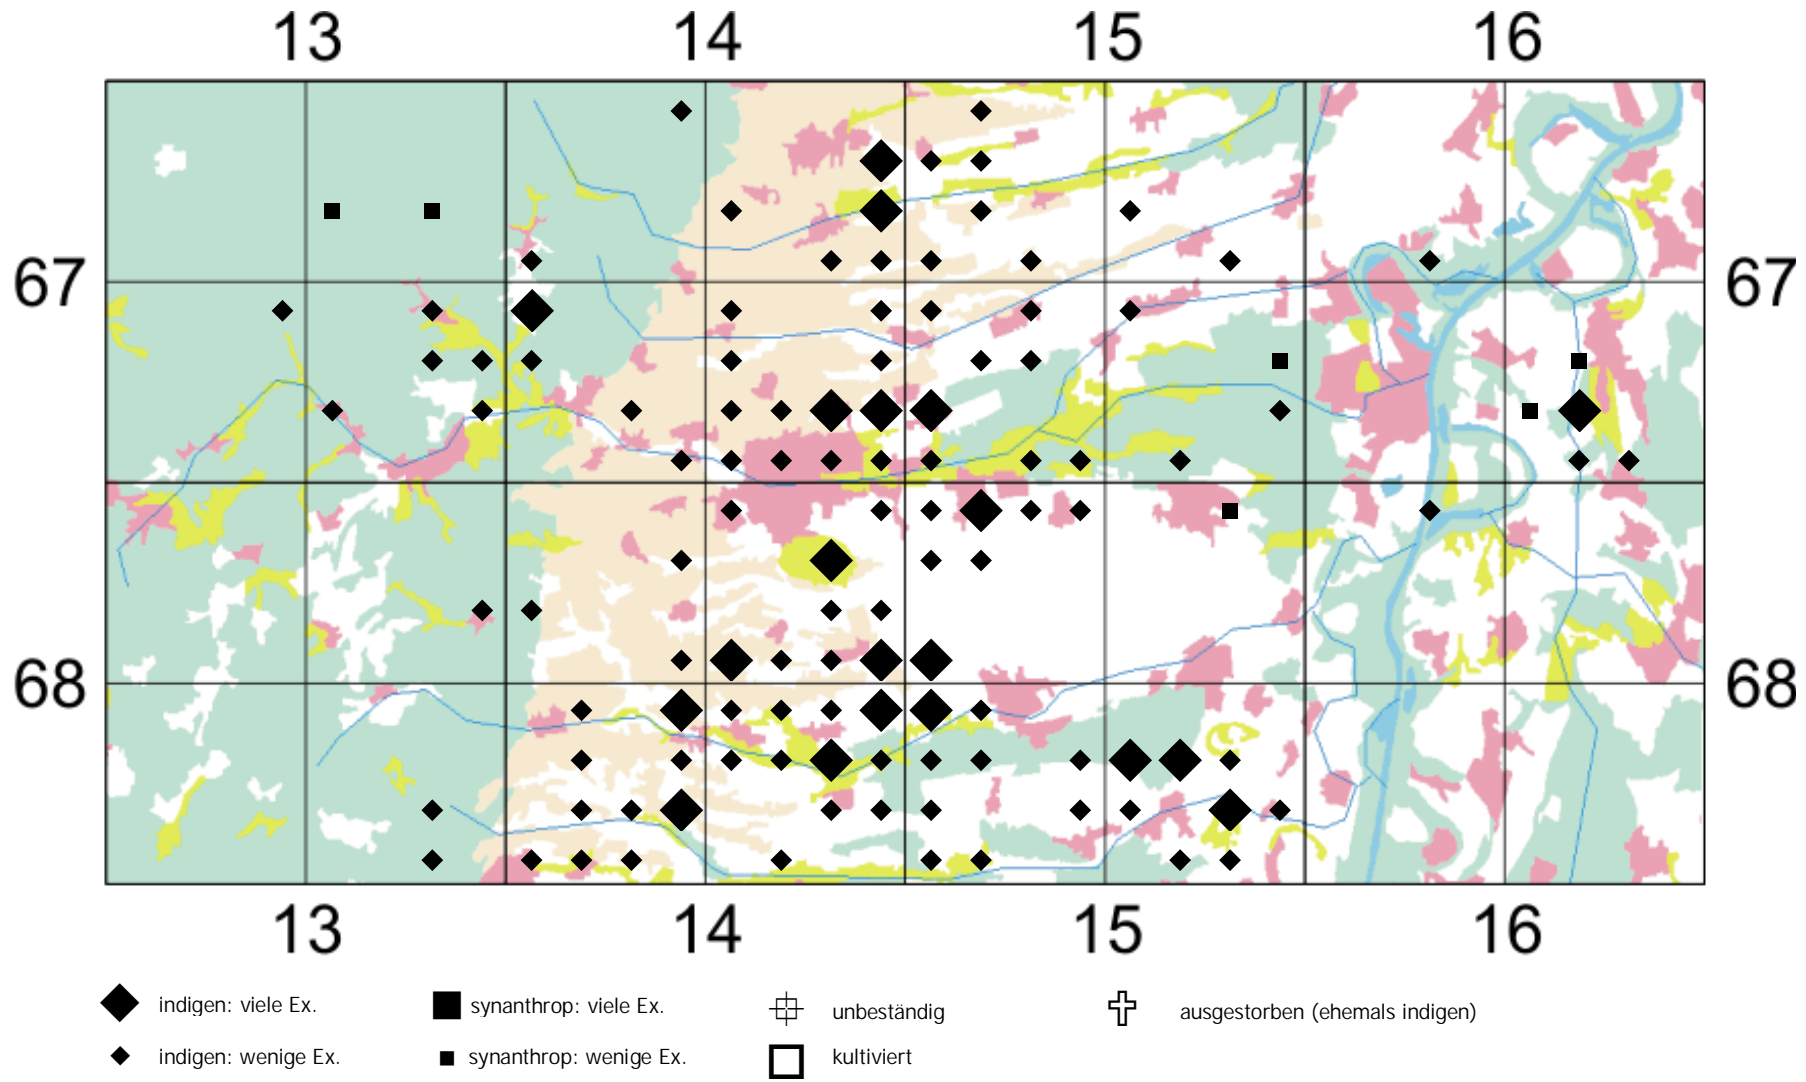 13 14 15 16
67 67
68 68
13 14 15 16
indigen: viele Ex. synanthrop: viele Ex. unbeständig ausgestorben (ehemals indigen)
indigen: wenige Ex. synanthrop: wenige Ex. kultiviert